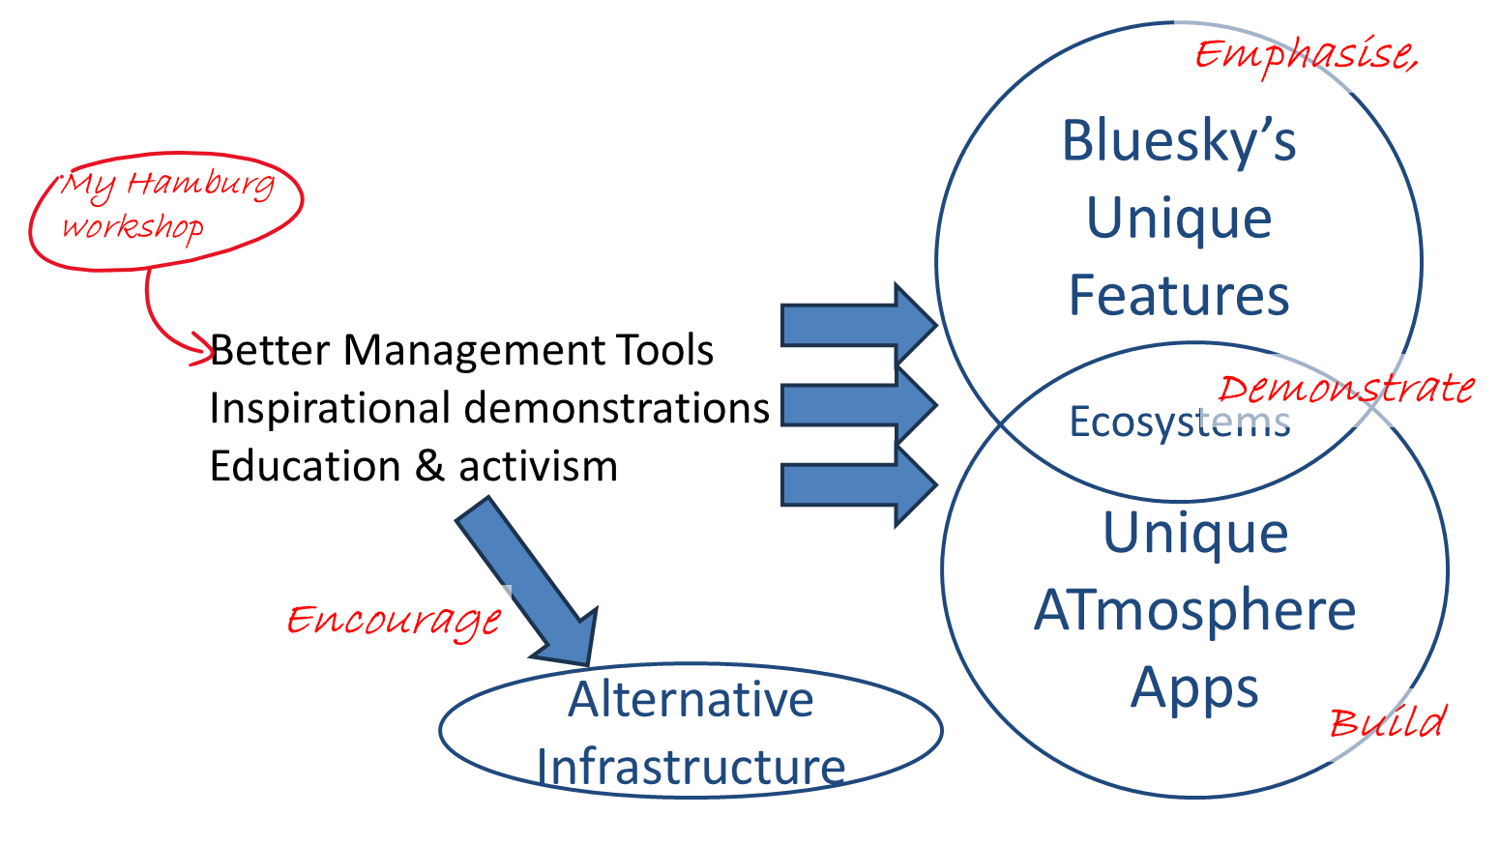 Emphasise,
Bluesky’s
Unique
Features
My Hamburg
workshop
Better Management Tools
Inspirational demonstrations
Education & activism
Demonstrate
Ecosystems
Unique
ATmosphere
Apps
Build
Encourage
Alternative
Infrastructure